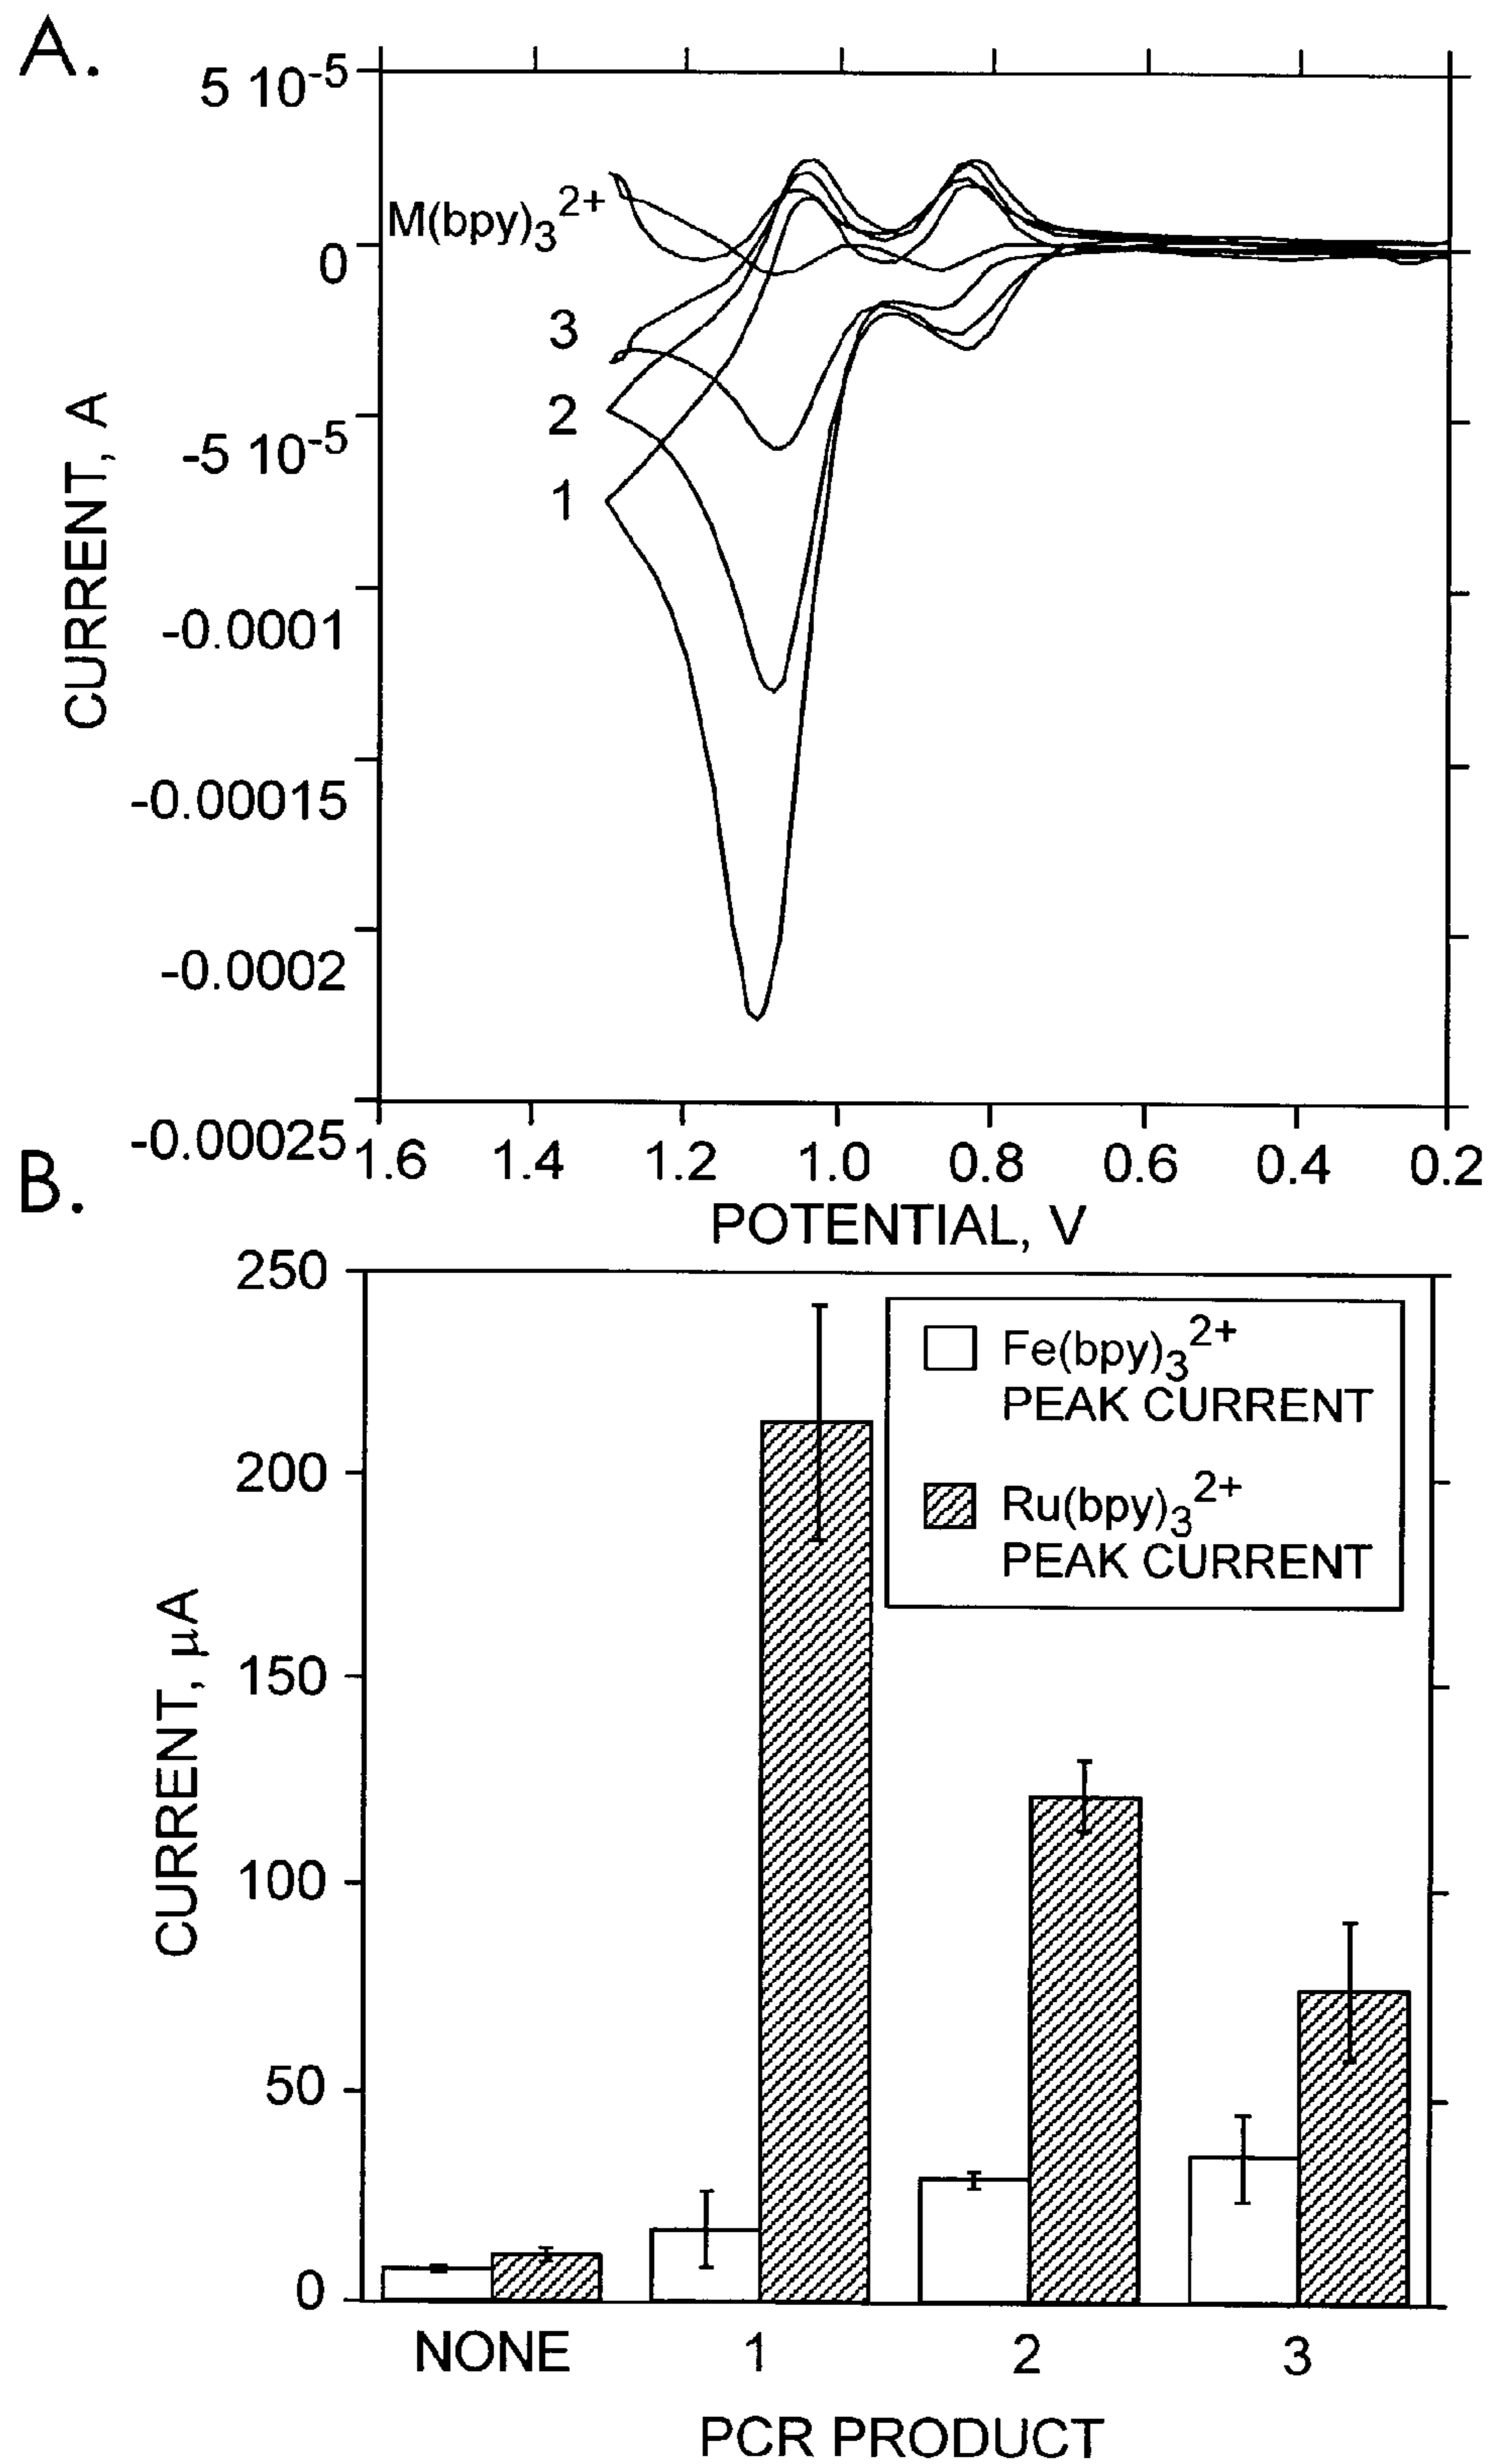 A.
5 10-5
M(bpy)3 2+
0
3
2
-5 10-5
1
CURRENT, A
-0.0001
-0.00015
-0.0002
-0.00025
1.6 1.4 1.2 1.0 0.8 0.6 0.4 0.2
POTENTIAL, V
B.
250
Fe(bpy)3 2+
PEAK CURRENT
200
Ru(bpy)3 2+
PEAK CURRENT
CURRENT, µA
150
100
50
0
NONE 1 2 3
PCR PRODUCT